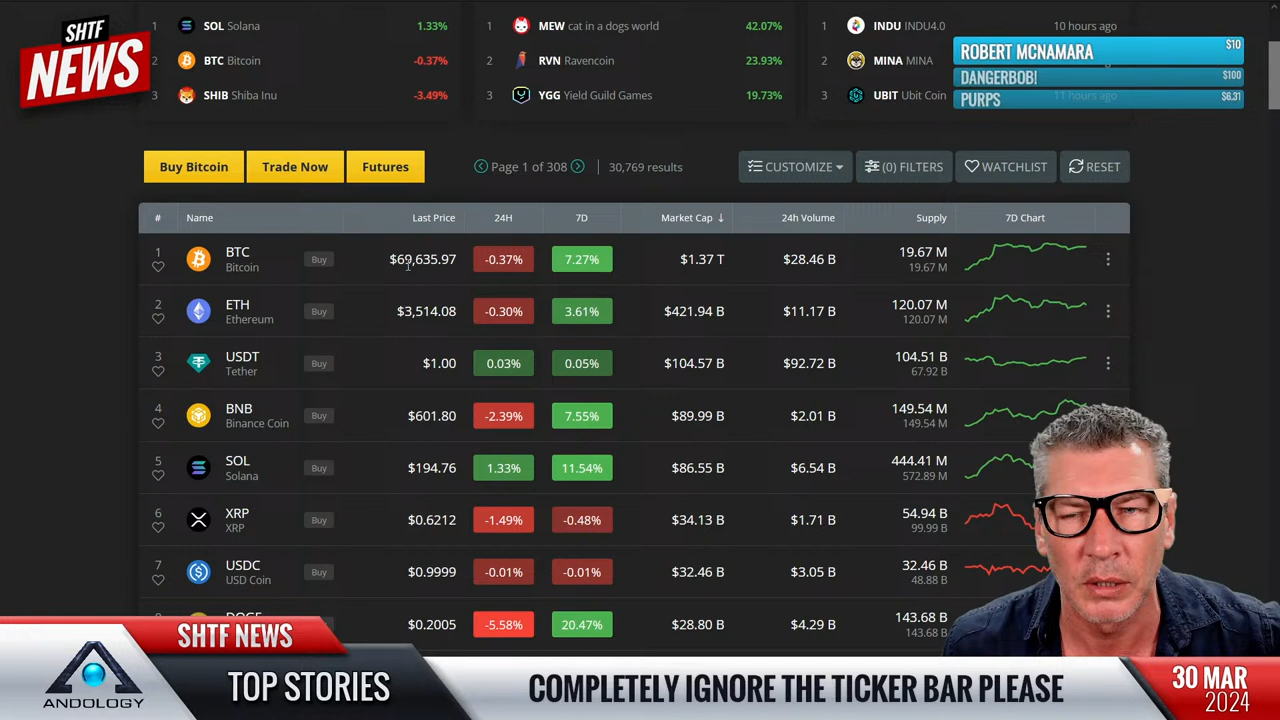 SHTF
NEWS
1 SOL Solana 1.33%
2 BTC Bitcoin -0.37%
3 SHIB Shiba Inu -3.49%
1 MEW cat in a dogs world 42.07%
2 RVN Ravencoin 23.93%
3 YGG Yield Guild Games 19.73%
1 INDU INDU4.0 10 hours ago
2 MINA MINA
3 UBIT Ubit Coin 11 hours ago
ROBERT MCNAMARA $10
DANGERBOB! $100
PURPS $6.31
Buy Bitcoin Trade Now Futures Page 1 of 308 30,769 results CUSTOMIZE (0) FILTERS WATCHLIST RESET
# Name Last Price 24H 7D Market Cap ↓ 24h Volume Supply 7D Chart
1 BTC Buy $69,635.97 -0.37% 7.27% $1.37 T $28.46 B 19.67 M
Bitcoin 19.67 M
2 ETH Buy $3,514.08 -0.30% 3.61% $421.94 B $11.17 B 120.07 M
Ethereum 120.07 M
3 USDT Buy $1.00 0.03% 0.05% $104.57 B $92.72 B 104.51 B
Tether 67.92 B
4 BNB Buy $601.80 -2.39% 7.55% $89.99 B $2.01 B 149.54 M
Binance Coin 149.54 M
5 SOL Buy $194.76 1.33% 11.54% $86.55 B $6.54 B 444.41 M
Solana 572.89 M
6 XRP Buy $0.6212 -1.49% -0.48% $34.13 B $1.71 B 54.94 B
XRP 99.99 B
7 USDC Buy $0.9999 -0.01% -0.01% $32.46 B $3.05 B 32.46 B
USD Coin 48.88 B
DOGE $0.2005 -5.58% 20.47% $28.80 B $4.29 B 143.68 B
143.68 B
SHTF NEWS
ANDOLOGY
TOP STORIES
COMPLETELY IGNORE THE TICKER BAR PLEASE
30 MAR
2024